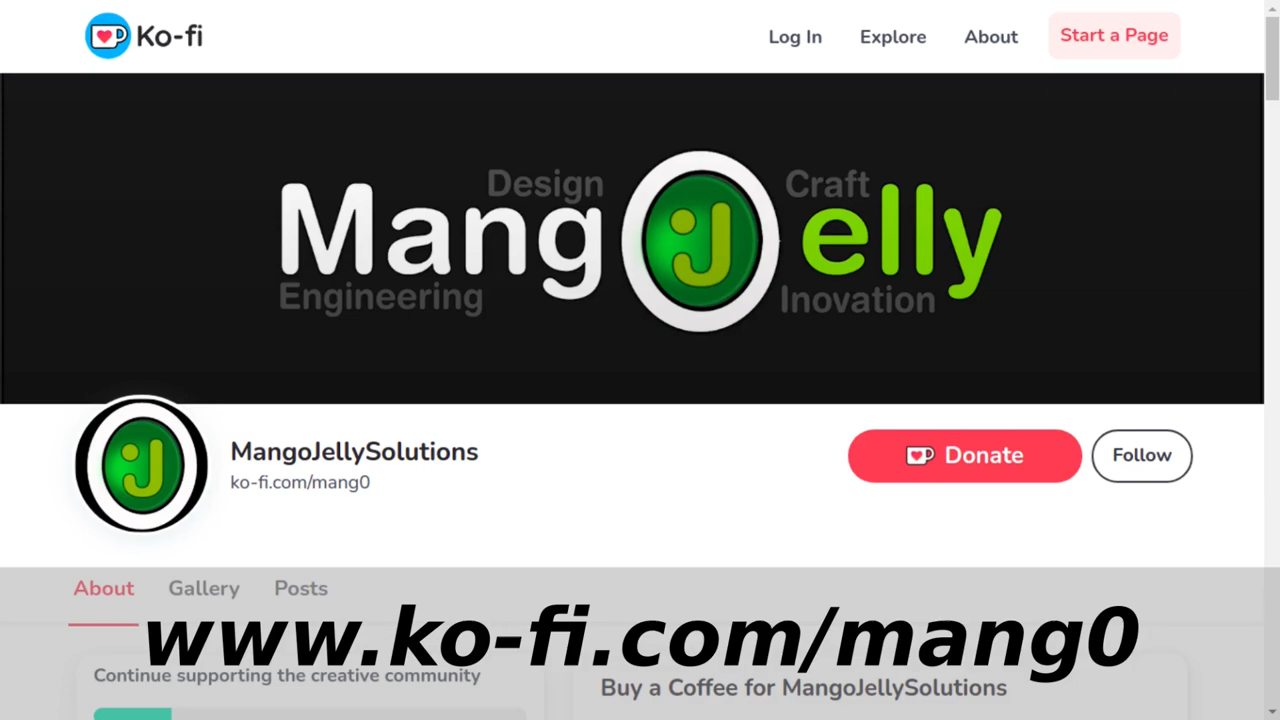 Ko-fi
Log In Explore About Start a Page
Design Craft
Mang J elly
Engineering Inovation
J
MangoJellySolutions
ko-fi.com/mang0
Donate Follow
About Gallery Posts
www.ko-fi.com/mang0
Continue supporting the creative community
Buy a Coffee for MangoJellySolutions